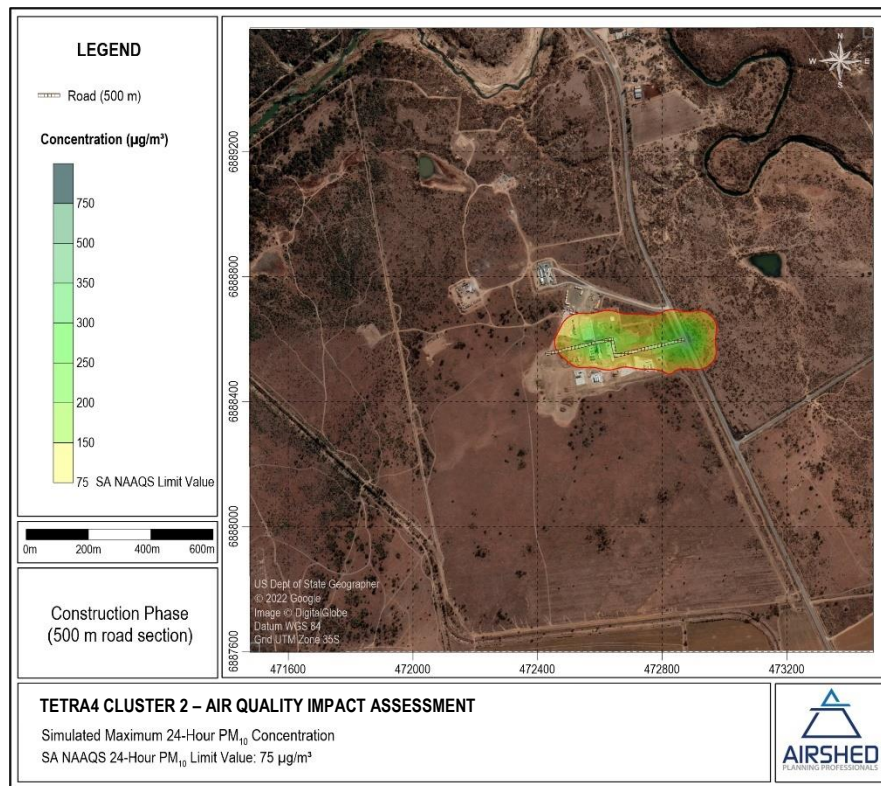 LEGEND
Road (500 m)
Concentration (µg/m³)
750
500
350
300
250
200
150
75 SA NAAQS Limit Value
0m 200m 400m 600m
Construction Phase
(500 m road section)
N
W E
S
6889200
6888800
6888400
6888000
6887600
US Dept of State Geographer
© 2022 Google
Image © DigitalGlobe
Datum WGS 84
Grid UTM Zone 35S
471600 472000 472400 472800 473200
TETRA4 CLUSTER 2 – AIR QUALITY IMPACT ASSESSMENT
Simulated Maximum 24-Hour PM₁₀ Concentration
SA NAAQS 24-Hour PM₁₀ Limit Value: 75 µg/m³
AIRSHED
PLANNING PROFESSIONALS